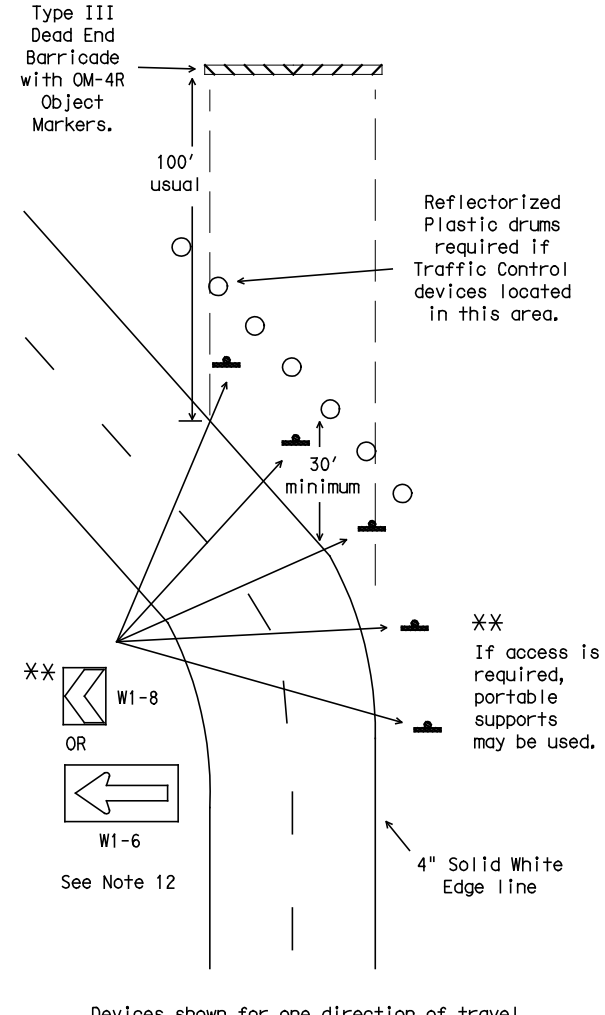 Type III
Dead End
Barricade
with OM-4R
Object
Markers.
100'
usual
Reflectorized
Plastic drums
required if
Traffic Control
devices located
in this area.
30'
minimum
**
If access is
required,
portable
supports
may be used.
**
W1-8
OR
W1-6
See Note 12
4" Solid White
Edge line
Devices shown for one direction of travel